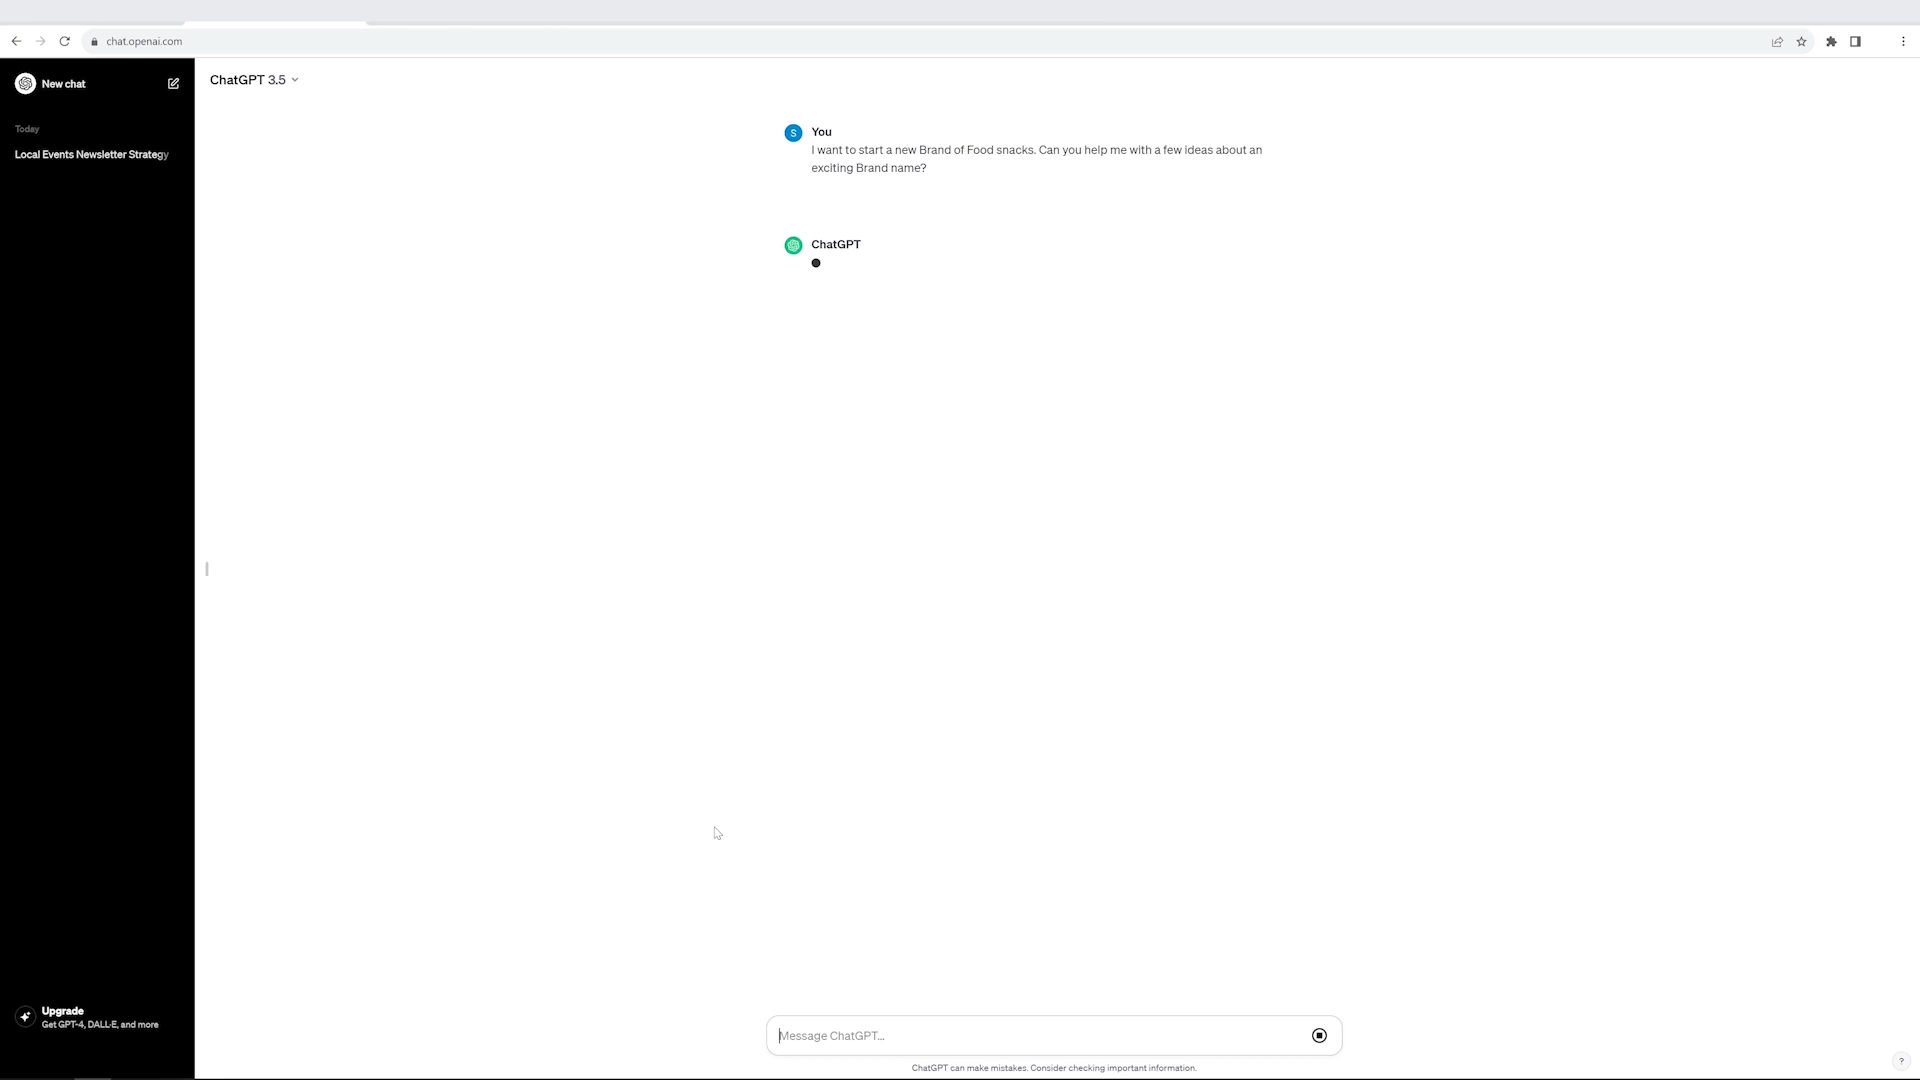 chat.openai.com
New chat
ChatGPT 3.5
Today
Local Events Newsletter Strategy
S
You
I want to start a new Brand of Food snacks. Can you help me with a few ideas about an
exciting Brand name?
ChatGPT
Upgrade
Get GPT-4, DALL·E, and more
Message ChatGPT...
ChatGPT can make mistakes. Consider checking important information.
?